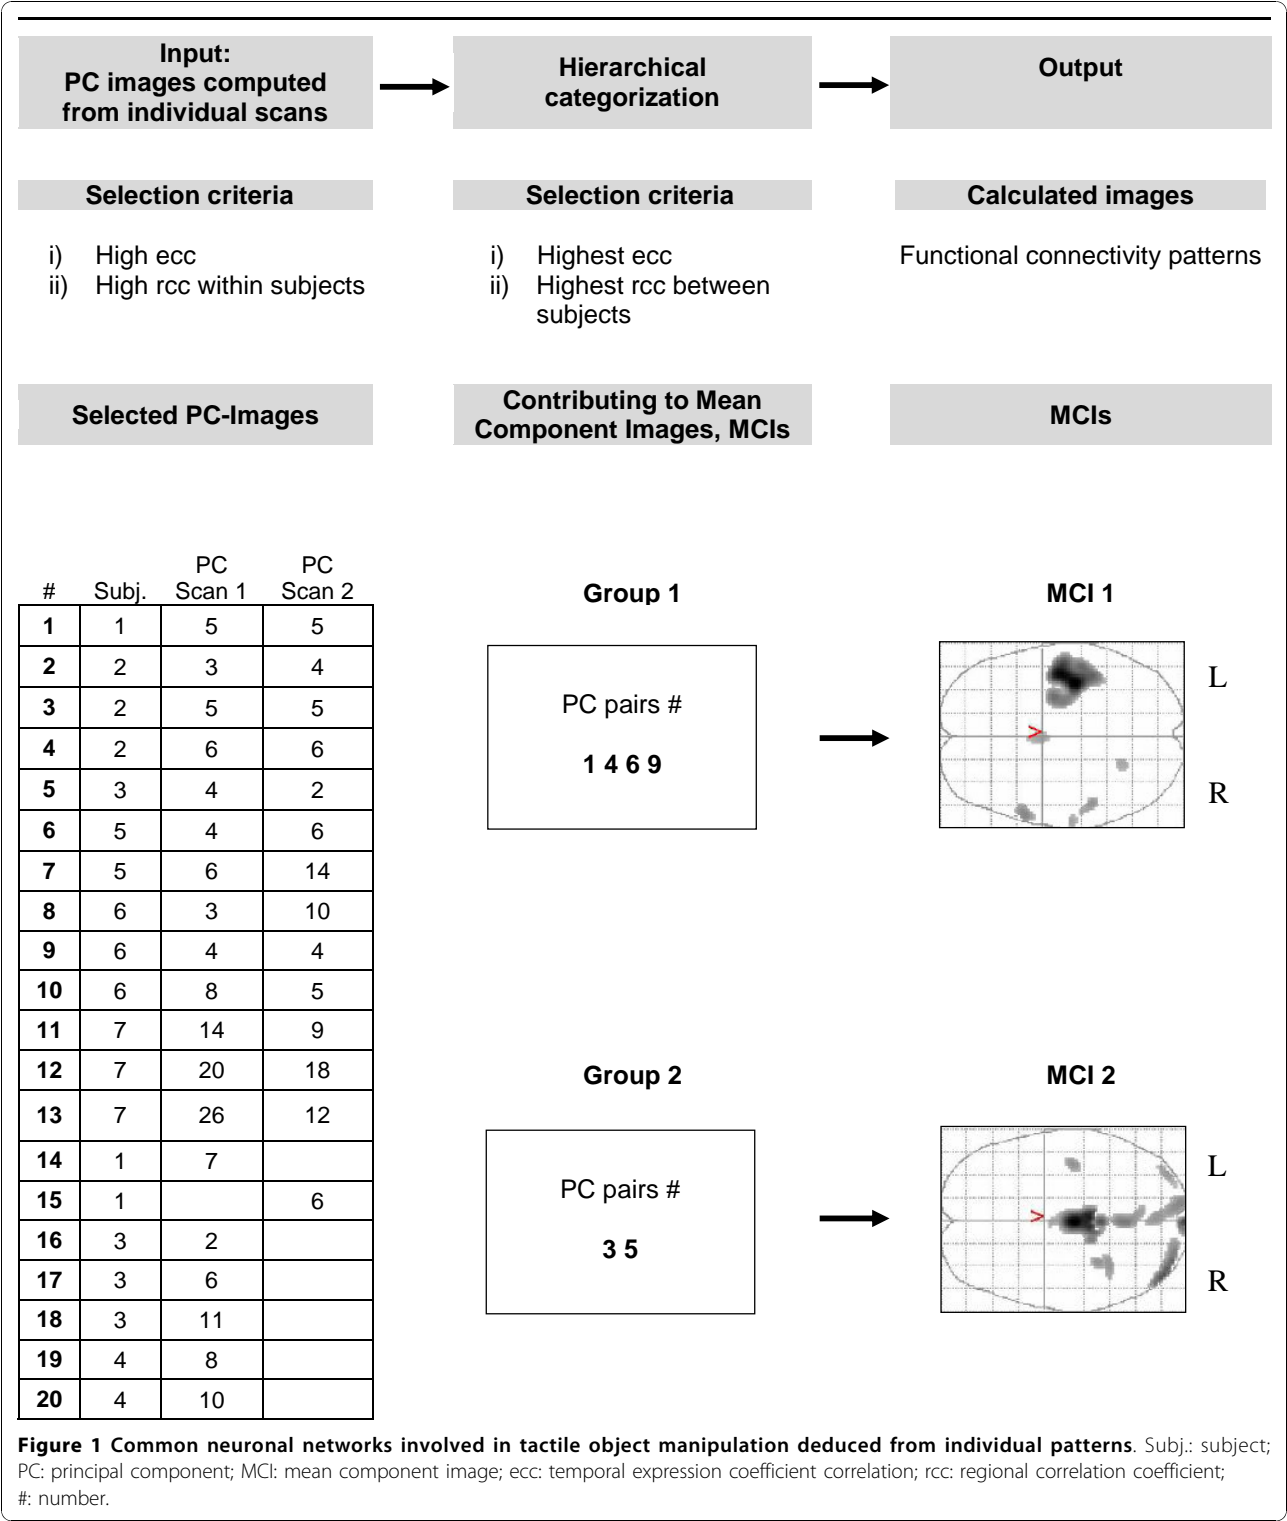 Input:
PC images computed
from individual scans
Hierarchical
categorization
Output
Selection criteria
i) High ecc
ii) High rcc within subjects
Selection criteria
i) Highest ecc
ii) Highest rcc between
subjects
Calculated images
Functional connectivity patterns
Selected PC-Images
Contributing to Mean
Component Images, MCIs
MCIs
PC PC
# Subj. Scan 1 Scan 2
1 1 5 5
2 2 3 4
3 2 5 5
4 2 6 6
5 3 4 2
6 5 4 6
7 5 6 14
8 6 3 10
9 6 4 4
10 6 8 5
11 7 14 9
12 7 20 18
13 7 26 12
14 1 7
15 1 6
16 3 2
17 3 6
18 3 11
19 4 8
20 4 10
Group 1
PC pairs #
1 4 6 9
MCI 1
>
L
R
Group 2
PC pairs #
3 5
MCI 2
>
L
R
Figure 1 Common neuronal networks involved in tactile object manipulation deduced from individual patterns. Subj.: subject;
PC: principal component; MCI: mean component image; ecc: temporal expression coefficient correlation; rcc: regional correlation coefficient;
#: number.